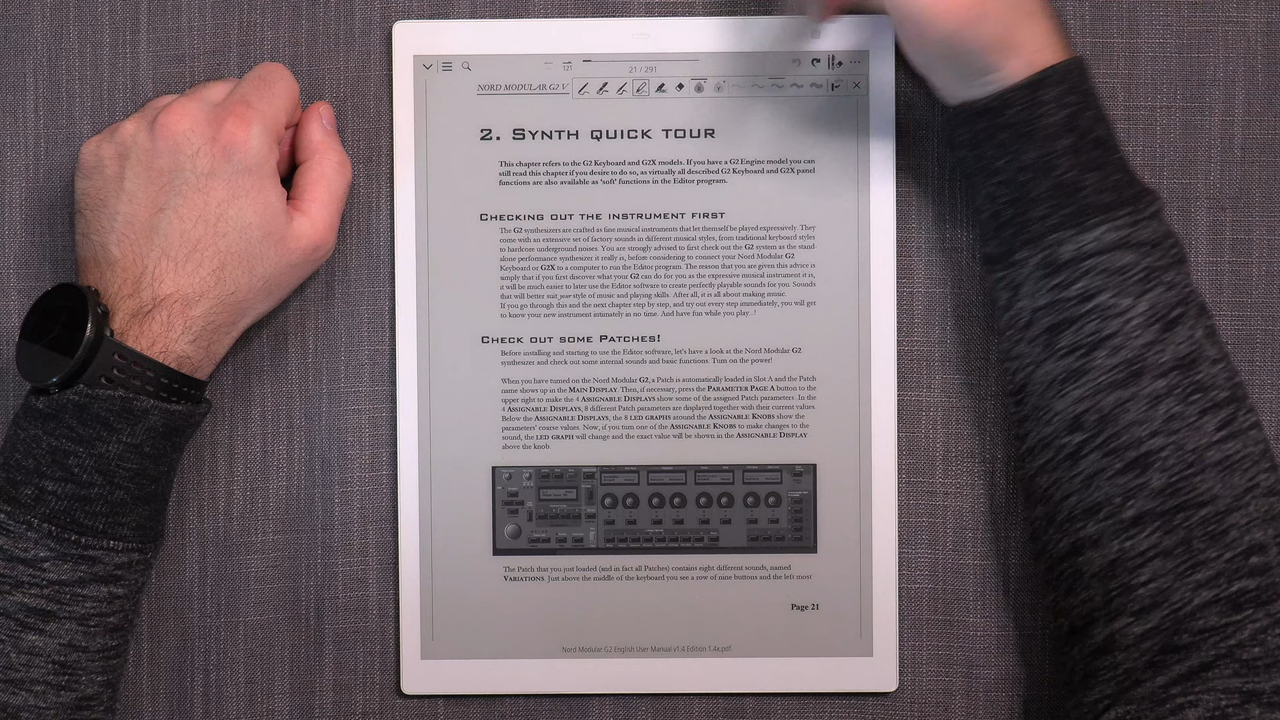 21 / 291
121
NORD MODULAR G2 V
2. SYNTH QUICK TOUR
This chapter refers to the G2 Keyboard and G2X models. If you have a G2 Engine model you can
still read this chapter if you desire to do so, as virtually all described G2 Keyboard and G2X panel
functions are also available as 'soft' functions in the Editor program.
CHECKING OUT THE INSTRUMENT FIRST
The G2 synthesizers are crafted as fine musical instruments that let themselves be played expressively. They
come with an extensive set of factory sounds in different musical styles, from traditional keyboard styles
to hardcore underground noises. You are strongly advised to first check out the G2 system as the stand
alone performance synthesizer it really is, before considering to connect your Nord Modular G2
Keyboard or G2X to a computer to run the Editor program. The reason that you are given this advice is
simply that if you first discover what your G2 can do for you as the expressive musical instrument it is,
it will be much easier to later use the Editor software to create perfectly playable sounds for you. Sounds
that will better suit your style of music and playing skills. After all, it is all about making music.
If you go through this and the next chapter step by step, and try out every step immediately, you will get
to know your new instrument intimately in no time. And have fun while you play...!
CHECK OUT SOME PATCHES!
Before installing and starting to use the Editor software, let's have a look at the Nord Modular G2
synthesizer and check out some internal sounds and basic functions. Turn on the power!
When you have turned on the Nord Modular G2, a Patch is automatically loaded in Slot A and the Patch
name shows up in the MAIN DISPLAY. Then, if necessary, press the PARAMETER PAGE A button to the
upper right to make the 4 ASSIGNABLE DISPLAYS show some of the assigned Patch parameters. In the
4 ASSIGNABLE DISPLAYS, 8 different Patch parameters are displayed together with their current values.
Below the ASSIGNABLE DISPLAYS, the 8 LED GRAPHS around the ASSIGNABLE KNOBS show the
parameters' coarse values. Now, if you turn one of the ASSIGNABLE KNOBS to make changes to the
sound, the LED GRAPH will change and the exact value will be shown in the ASSIGNABLE DISPLAY
above the knob.
The Patch that you just loaded (and in fact all Patches) contains eight different sounds, named
VARIATIONS. Just above the middle of the keyboard you see a row of nine buttons and the left most
Page 21
Nord Modular G2 English User Manual v1.4 Edition 1.4x.pdf